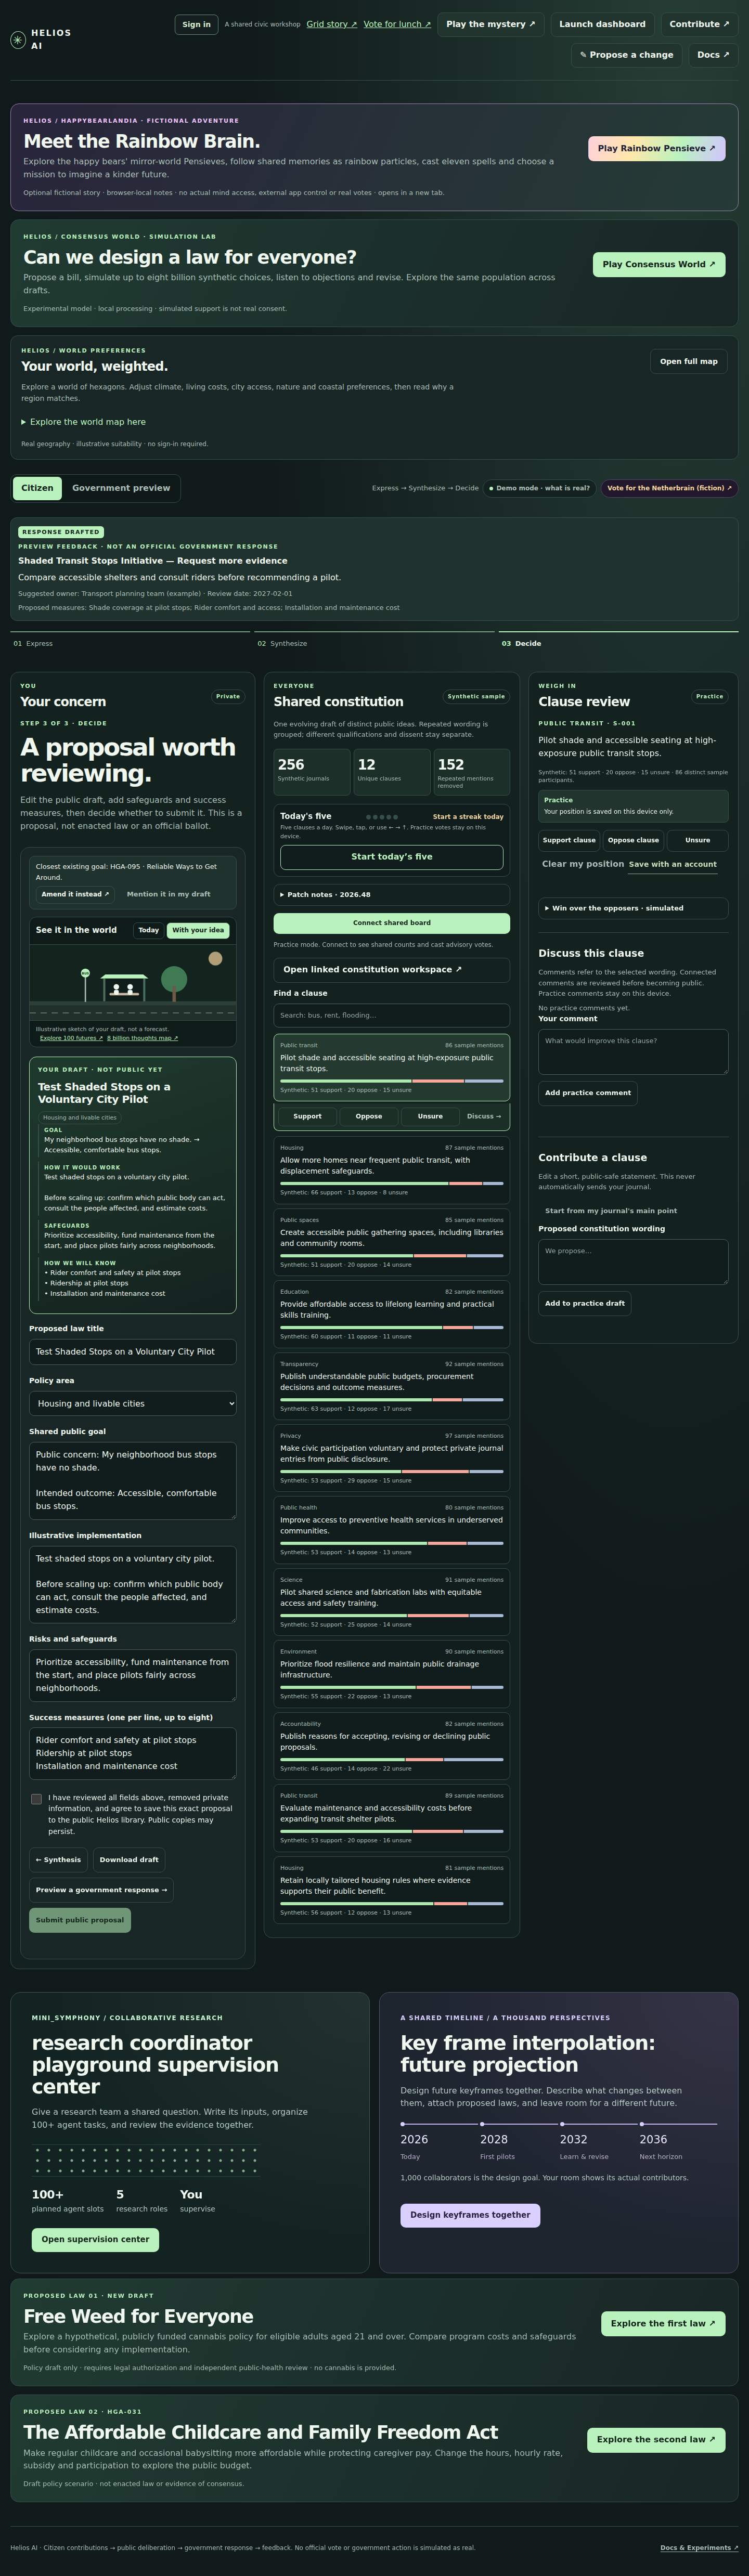 HELIOS
AI
Sign in
A shared civic workshop
Grid story ↗
Vote for lunch ↗
Play the mystery ↗
Launch dashboard
Contribute ↗
✎ Propose a change
Docs ↗
HELIOS / HAPPYBEARLANDIA · FICTIONAL ADVENTURE
Meet the Rainbow Brain.
Explore the happy bears' mirror-world Pensieves, follow shared memories as rainbow particles, cast eleven spells and choose a
mission to imagine a kinder future.
Optional fictional story · browser-local notes · no actual mind access, external app control or real votes · opens in a new tab.
Play Rainbow Pensieve ↗
HELIOS / CONSENSUS WORLD · SIMULATION LAB
Can we design a law for everyone?
Propose a bill, simulate up to eight billion synthetic choices, listen to objections and revise. Explore the same population across
drafts.
Experimental model · local processing · simulated support is not real consent.
Play Consensus World ↗
HELIOS / WORLD PREFERENCES
Your world, weighted.
Explore a world of hexagons. Adjust climate, living costs, city access, nature and coastal preferences, then read why a
region matches.
▶ Explore the world map here
Real geography · illustrative suitability · no sign-in required.
Open full map
Citizen
Government preview
Express → Synthesize → Decide
● Demo mode · what is real?
Vote for the Netherbrain (fiction) ↗
RESPONSE DRAFTED
PREVIEW FEEDBACK · NOT AN OFFICIAL GOVERNMENT RESPONSE
Shaded Transit Stops Initiative — Request more evidence
Compare accessible shelters and consult riders before recommending a pilot.
Suggested owner: Transport planning team (example) · Review date: 2027-02-01
Proposed measures: Shade coverage at pilot stops; Rider comfort and access; Installation and maintenance cost
01 Express
02 Synthesize
03 Decide
YOU
Your concern
Private
STEP 3 OF 3 · DECIDE
A proposal worth
reviewing.
Edit the public draft, add safeguards and success
measures, then decide whether to submit it. This is a
proposal, not enacted law or an official ballot.
Closest existing goal: HGA-095 · Reliable Ways to Get
Around.
Amend it instead ↗
Mention it in my draft
See it in the world
Today
With your idea
BUS
Illustrative sketch of your draft, not a forecast.
Explore 100 futures ↗
8 billion thoughts map ↗
YOUR DRAFT · NOT PUBLIC YET
Test Shaded Stops on a
Voluntary City Pilot
Housing and livable cities
GOAL
My neighborhood bus stops have no shade. →
Accessible, comfortable bus stops.
HOW IT WOULD WORK
Test shaded stops on a voluntary city pilot.
Before scaling up: confirm which public body can act,
consult the people affected, and estimate costs.
SAFEGUARDS
Prioritize accessibility, fund maintenance from the
start, and place pilots fairly across neighborhoods.
HOW WE WILL KNOW
• Rider comfort and safety at pilot stops
• Ridership at pilot stops
• Installation and maintenance cost
Proposed law title
Test Shaded Stops on a Voluntary City Pilot
Policy area
Housing and livable cities
Shared public goal
Public concern: My neighborhood bus stops
have no shade.
Intended outcome: Accessible, comfortable
bus stops.
Illustrative implementation
Test shaded stops on a voluntary city pilot.
Before scaling up: confirm which public body
can act, consult the people affected, and
estimate costs.
Risks and safeguards
Prioritize accessibility, fund maintenance from
the start, and place pilots fairly across
neighborhoods.
Success measures (one per line, up to eight)
Rider comfort and safety at pilot stops
Ridership at pilot stops
Installation and maintenance cost
I have reviewed all fields above, removed private
information, and agree to save this exact proposal
to the public Helios library. Public copies may
persist.
← Synthesis
Download draft
Preview a government response →
Submit public proposal
EVERYONE
Shared constitution
Synthetic sample
One evolving draft of distinct public ideas. Repeated wording is
grouped; different qualifications and dissent stay separate.
256
Synthetic journals
12
Unique clauses
152
Repeated mentions
removed
Today's five
Start a streak today
Five clauses a day. Swipe, tap, or use ← → ↑. Practice votes stay on this
device.
Start today's five
▶ Patch notes · 2026.48
Connect shared board
Practice mode. Connect to see shared counts and cast advisory votes.
Open linked constitution workspace ↗
Find a clause
Search: bus, rent, flooding…
Public transit
86 sample mentions
Pilot shade and accessible seating at high-exposure public
transit stops.
Synthetic: 51 support · 20 oppose · 15 unsure
Support
Oppose
Unsure
Discuss →
Housing
87 sample mentions
Allow more homes near frequent public transit, with
displacement safeguards.
Synthetic: 66 support · 13 oppose · 8 unsure
Public spaces
85 sample mentions
Create accessible public gathering spaces, including libraries
and community rooms.
Synthetic: 51 support · 20 oppose · 14 unsure
Education
82 sample mentions
Provide affordable access to lifelong learning and practical
skills training.
Synthetic: 60 support · 11 oppose · 11 unsure
Transparency
92 sample mentions
Publish understandable public budgets, procurement
decisions and outcome measures.
Synthetic: 63 support · 12 oppose · 17 unsure
Privacy
97 sample mentions
Make civic participation voluntary and protect private journal
entries from public disclosure.
Synthetic: 53 support · 29 oppose · 15 unsure
Public health
80 sample mentions
Improve access to preventive health services in underserved
communities.
Synthetic: 53 support · 14 oppose · 13 unsure
Science
91 sample mentions
Pilot shared science and fabrication labs with equitable
access and safety training.
Synthetic: 52 support · 25 oppose · 14 unsure
Environment
90 sample mentions
Prioritize flood resilience and maintain public drainage
infrastructure.
Synthetic: 55 support · 22 oppose · 13 unsure
Accountability
82 sample mentions
Publish reasons for accepting, revising or declining public
proposals.
Synthetic: 46 support · 14 oppose · 22 unsure
Public transit
89 sample mentions
Evaluate maintenance and accessibility costs before
expanding transit shelter pilots.
Synthetic: 53 support · 20 oppose · 16 unsure
Housing
81 sample mentions
Retain locally tailored housing rules where evidence
supports their public benefit.
Synthetic: 56 support · 12 oppose · 13 unsure
WEIGH IN
Clause review
Practice
PUBLIC TRANSIT · S-001
Pilot shade and accessible seating at high-
exposure public transit stops.
Synthetic: 51 support · 20 oppose · 15 unsure · 86 distinct sample
participants.
Practice
Your position is saved on this device only.
Support clause
Oppose clause
Unsure
Clear my position
Save with an account
▶ Win over the opposers · simulated
Discuss this clause
Comments refer to the selected wording. Connected
comments are reviewed before becoming public.
Practice comments stay on this device.
No practice comments yet.
Your comment
What would improve this clause?
Add practice comment
Contribute a clause
Edit a short, public-safe statement. This never
automatically sends your journal.
Start from my journal's main point
Proposed constitution wording
We propose…
Add to practice draft
MINI_SYMPHONY / COLLABORATIVE RESEARCH
research coordinator
playground supervision
center
Give a research team a shared question. Write its inputs, organize
100+ agent tasks, and review the evidence together.
100+
planned agent slots
5
research roles
You
supervise
Open supervision center
A SHARED TIMELINE / A THOUSAND PERSPECTIVES
key frame interpolation:
future projection
Design future keyframes together. Describe what changes between
them, attach proposed laws, and leave room for a different future.
2026
Today
2028
First pilots
2032
Learn & revise
2036
Next horizon
1,000 collaborators is the design goal. Your room shows its actual contributors.
Design keyframes together
PROPOSED LAW 01 · NEW DRAFT
Free Weed for Everyone
Explore a hypothetical, publicly funded cannabis policy for eligible adults aged 21 and over. Compare program costs and safeguards
before considering any implementation.
Policy draft only · requires legal authorization and independent public-health review · no cannabis is provided.
Explore the first law ↗
PROPOSED LAW 02 · HGA-031
The Affordable Childcare and Family Freedom Act
Make regular childcare and occasional babysitting more affordable while protecting caregiver pay. Change the hours, hourly rate,
subsidy and participation to explore the public budget.
Draft policy scenario · not enacted law or evidence of consensus.
Explore the second law ↗
Helios AI · Citizen contributions → public deliberation → government response → feedback. No official vote or government action is simulated as real.
Docs & Experiments ↗